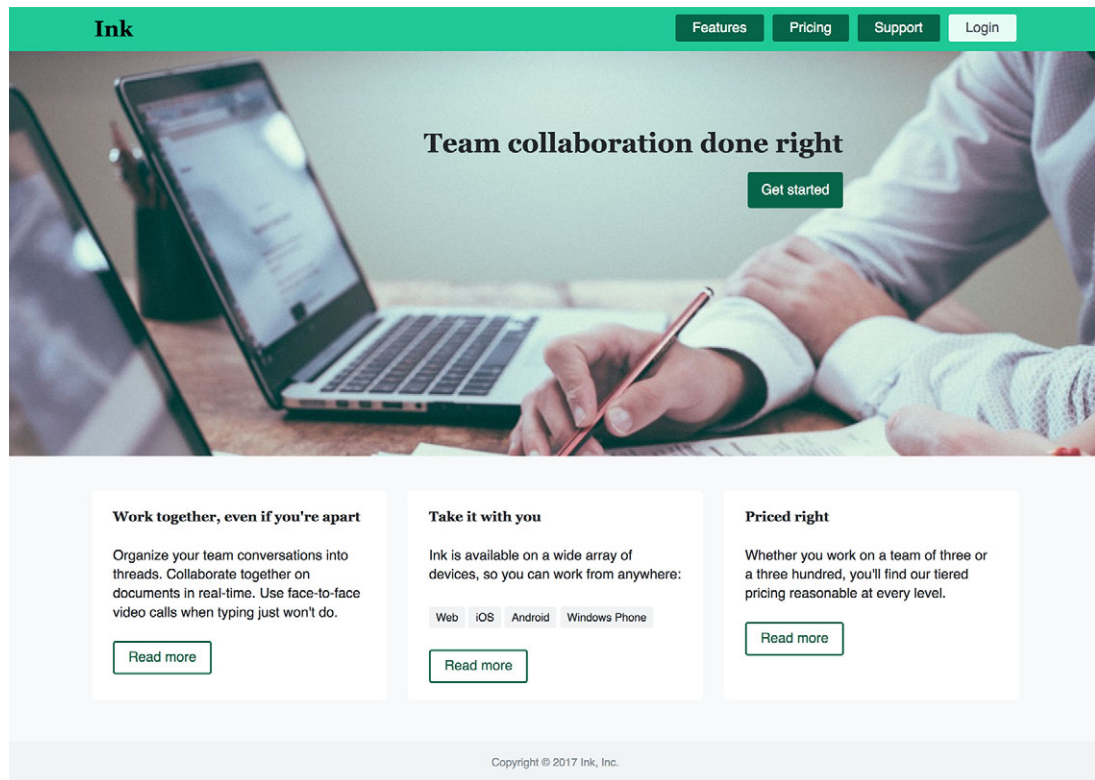 Ink
Features Pricing Support Login
Team collaboration done right
Get started
Work together, even if you're apart
Organize your team conversations into
threads. Collaborate together on
documents in real-time. Use face-to-face
video calls when typing just won't do.
Read more
Take it with you
Ink is available on a wide array of
devices, so you can work from anywhere:
Web iOS Android Windows Phone
Read more
Priced right
Whether you work on a team of three or
a three hundred, you'll find our tiered
pricing reasonable at every level.
Read more
Copyright © 2017 Ink, Inc.